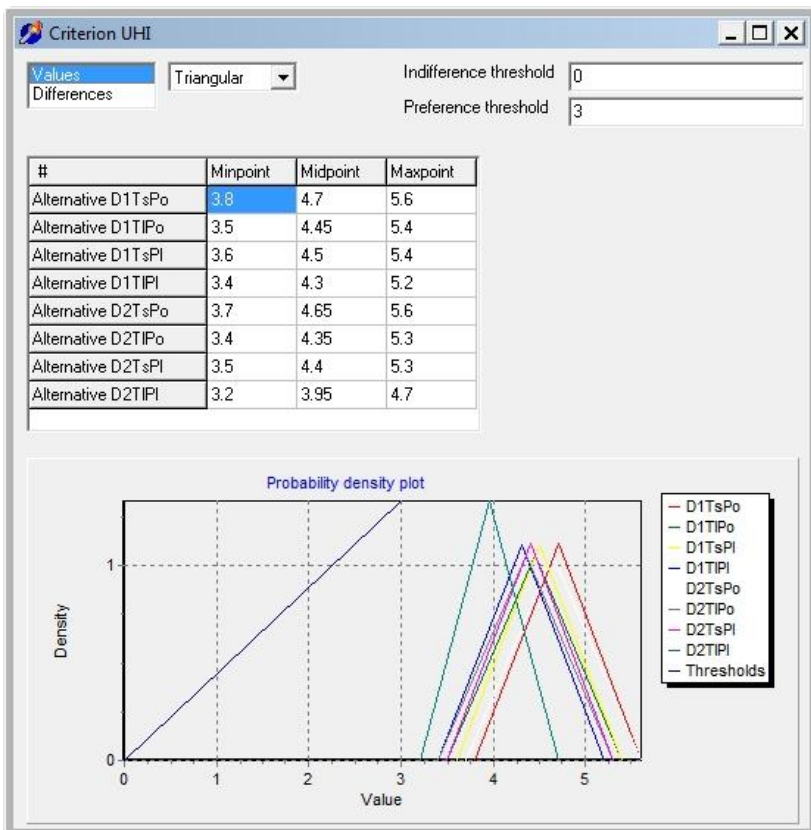 Criterion UHI
Values
Differences
Triangular
Indifference threshold 0
Preference threshold 3
# Minpoint Midpoint Maxpoint
Alternative D1TsPo 3.8 4.7 5.6
Alternative D1TlPo 3.5 4.45 5.4
Alternative D1TsPl 3.6 4.5 5.4
Alternative D1TlPl 3.4 4.3 5.2
Alternative D2TsPo 3.7 4.65 5.6
Alternative D2TlPo 3.4 4.35 5.3
Alternative D2TsPl 3.5 4.4 5.3
Alternative D2TlPl 3.2 3.95 4.7
Probability density plot
Density
1
0
0 1 2 3 4 5
Value
D1TsPo
D1TlPo
D1TsPl
D1TlPl
D2TsPo
D2TlPo
D2TsPl
D2TlPl
Thresholds